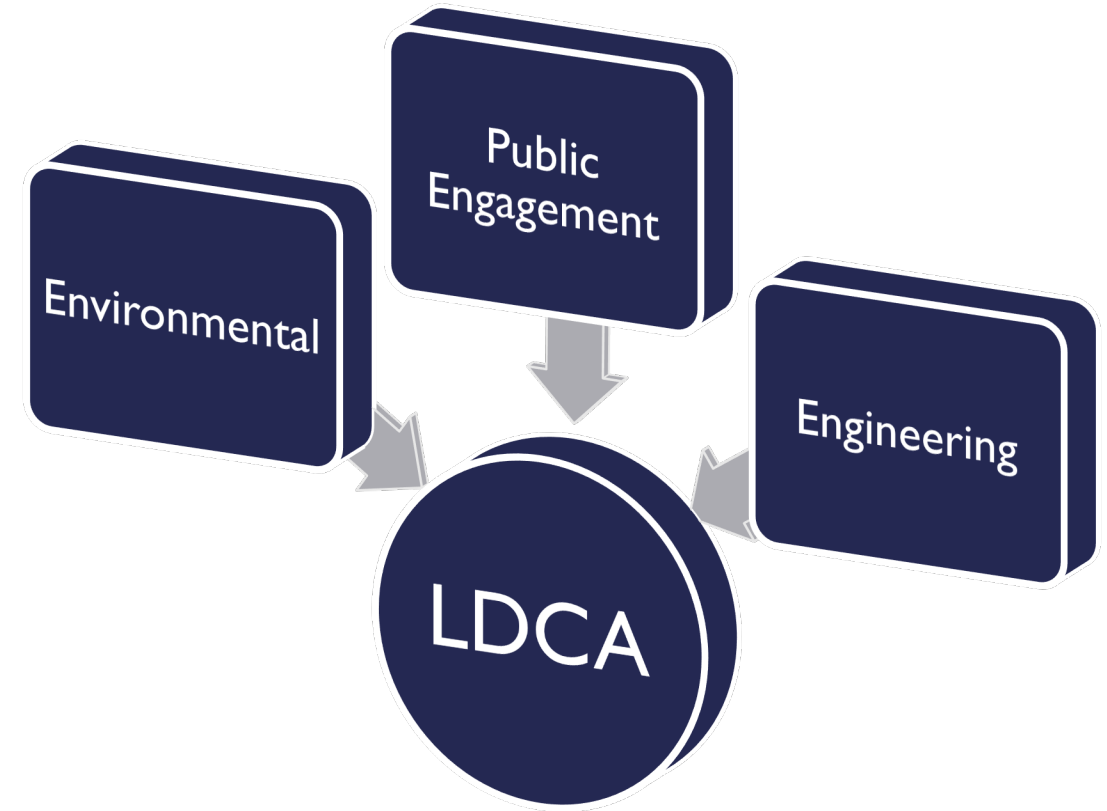 Public
Engagement
Environmental
Engineering
LDCA